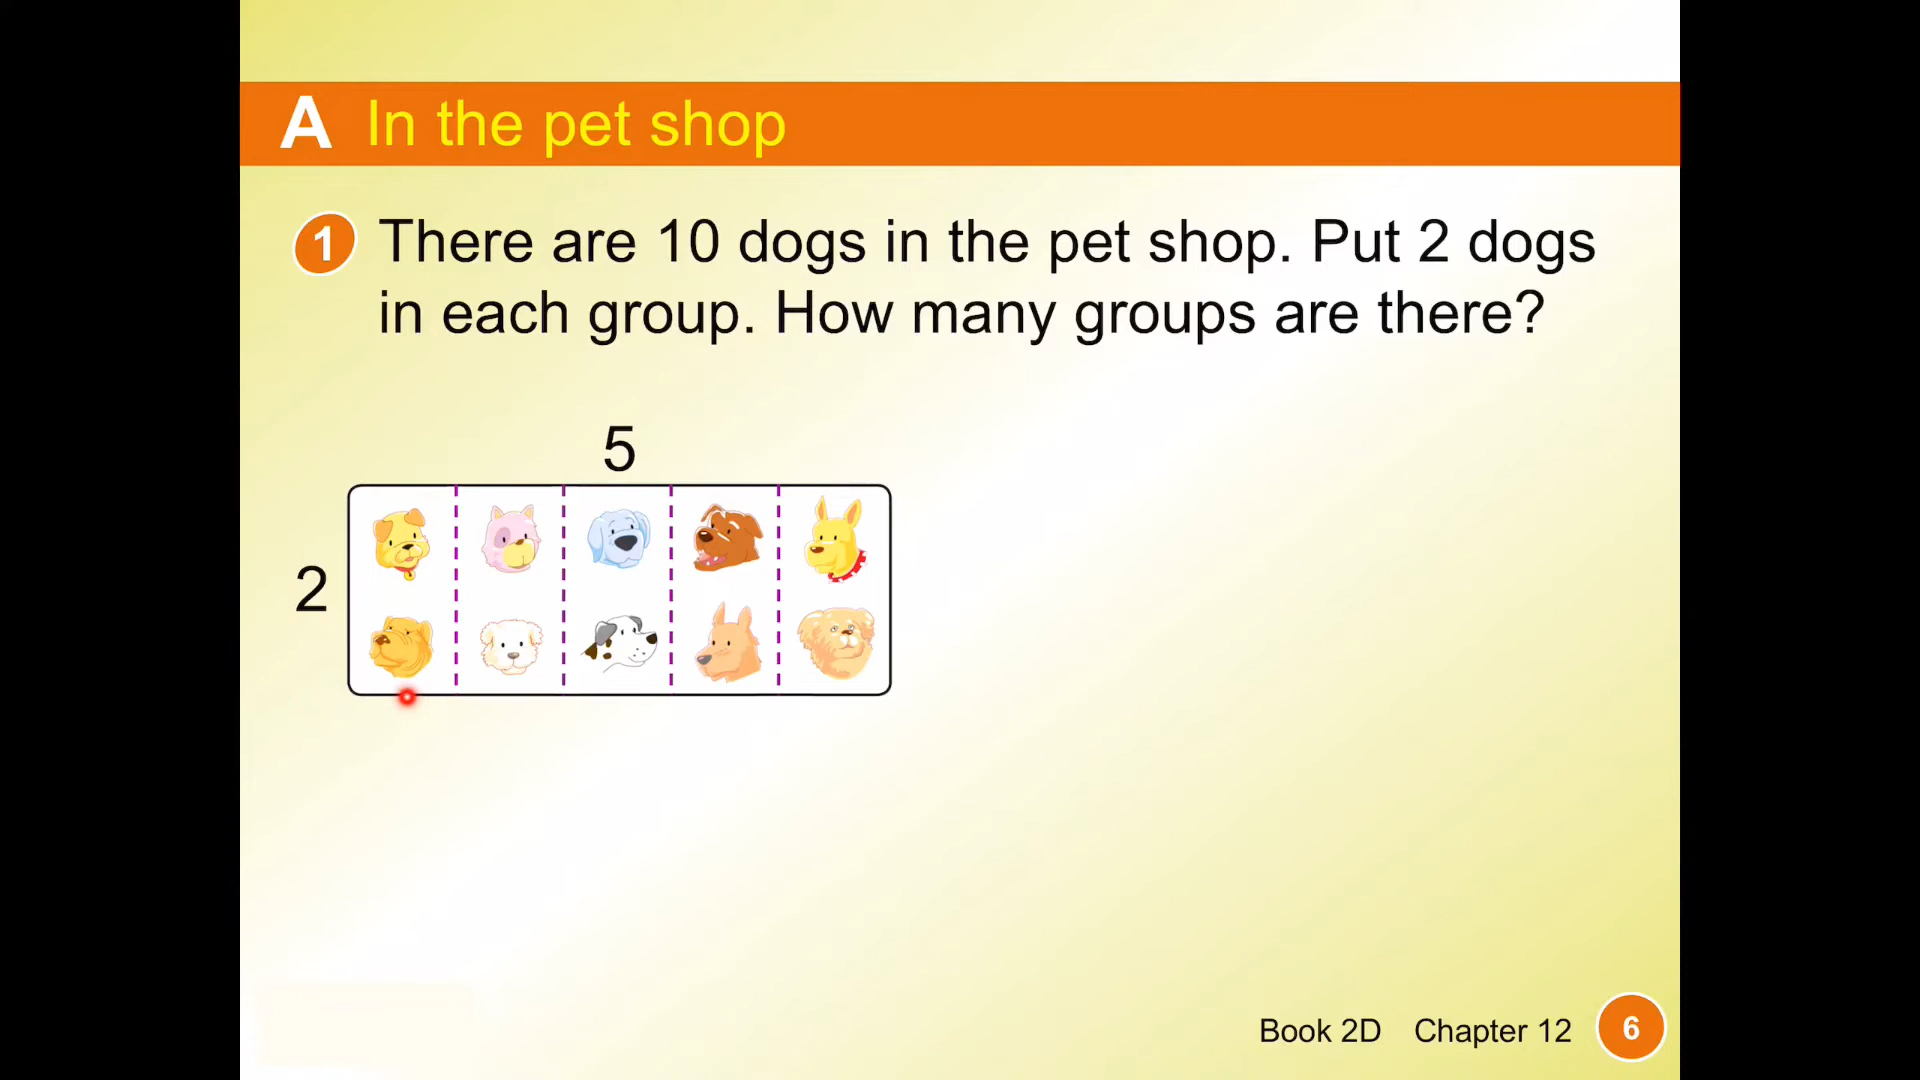 A In the pet shop
1 There are 10 dogs in the pet shop. Put 2 dogs
in each group. How many groups are there?
5
2
Book 2D Chapter 12 6